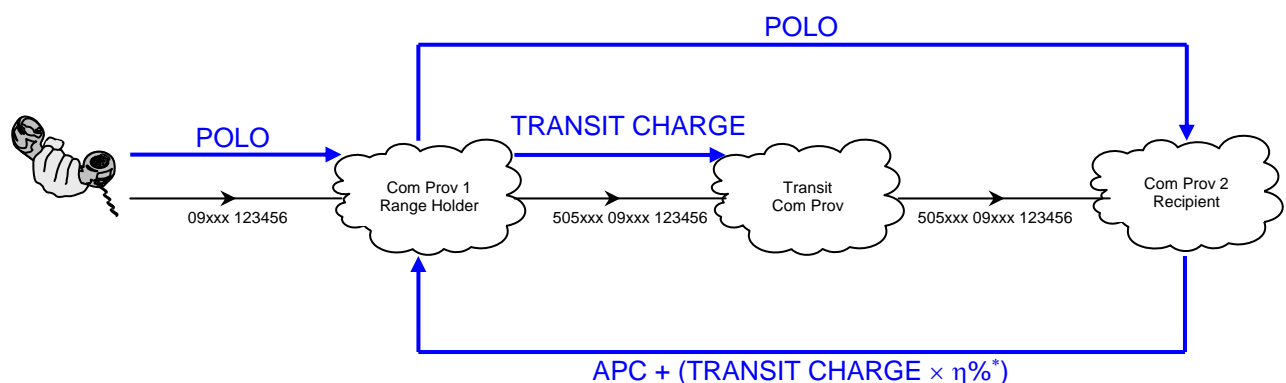 POLO
POLO
TRANSIT CHARGE
Com Prov 1
Range Holder
Transit
Com Prov
Com Prov 2
Recipient
09xxx 123456
505xxx 09xxx 123456
505xxx 09xxx 123456
APC + (TRANSIT CHARGE × η%*)